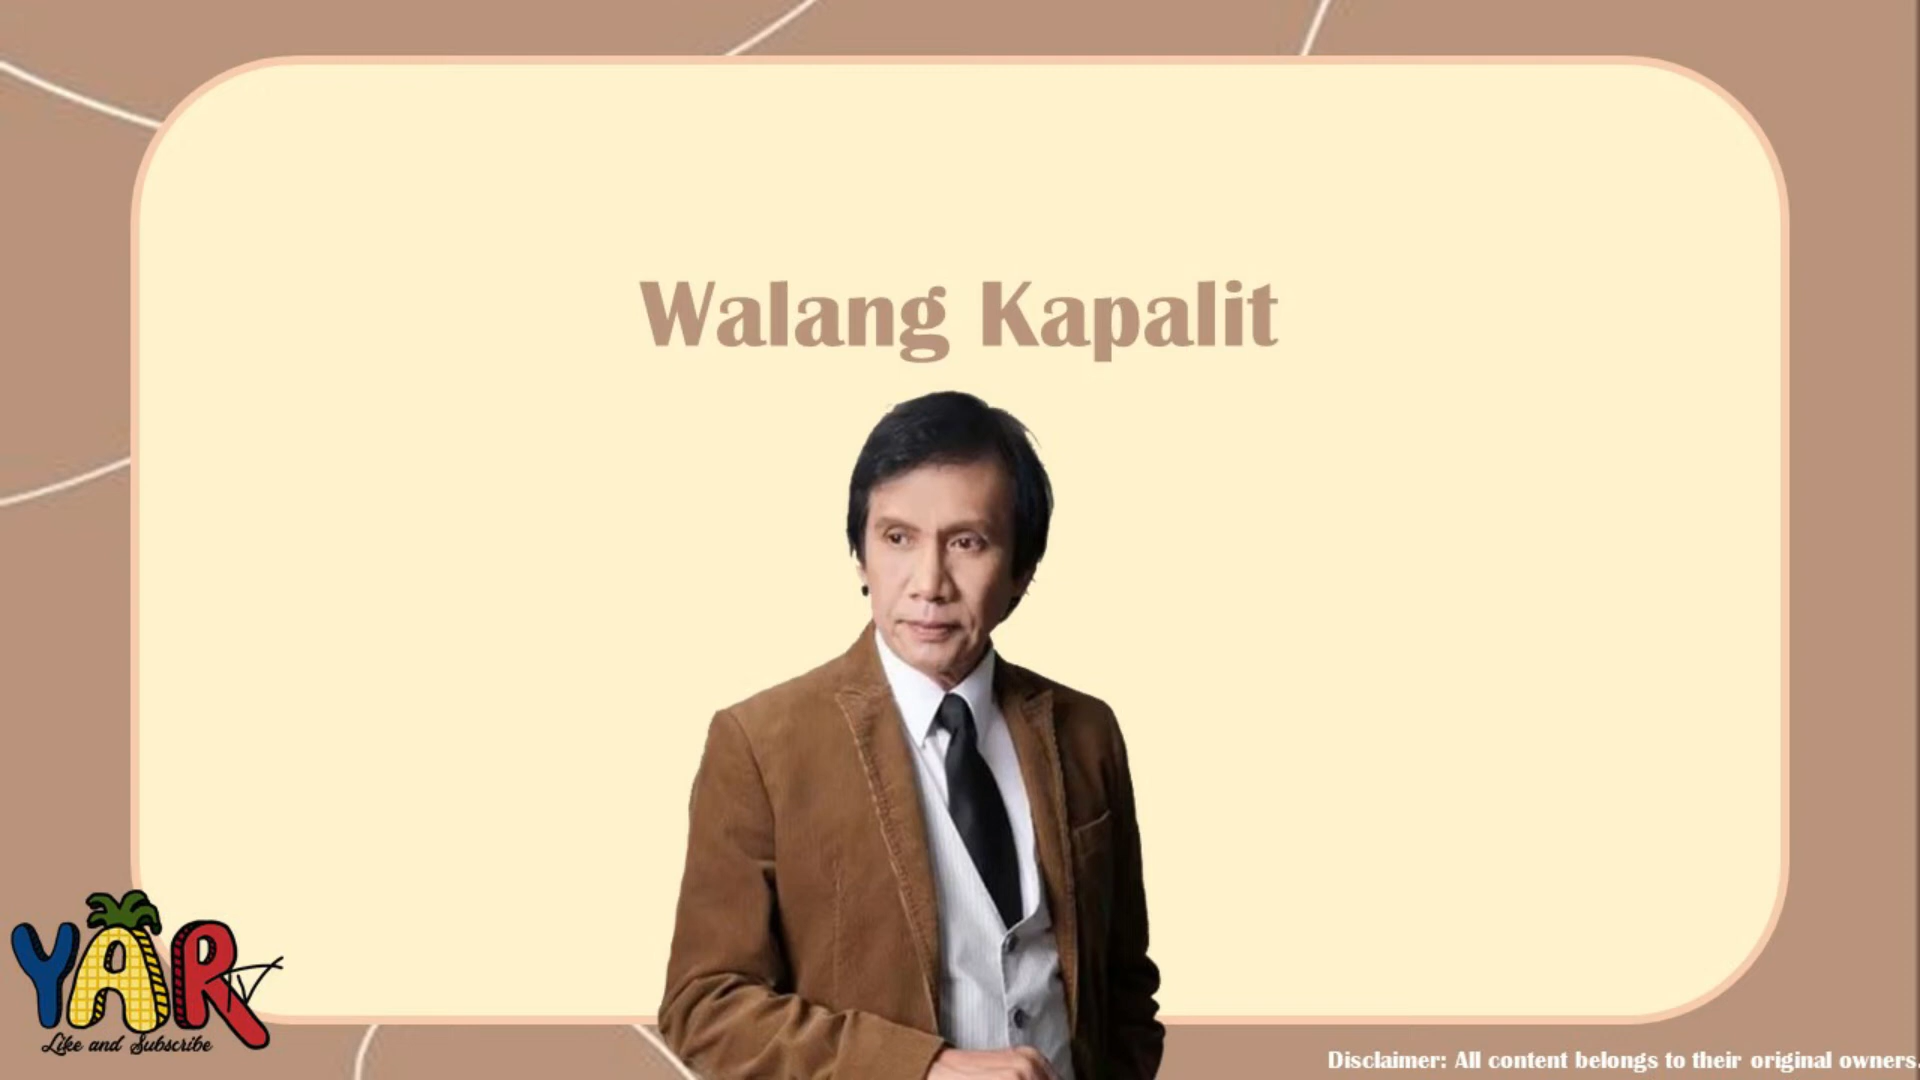 Walang Kapalit
YAR TV
Like and Subscribe
Disclaimer: All content belongs to their original owners.